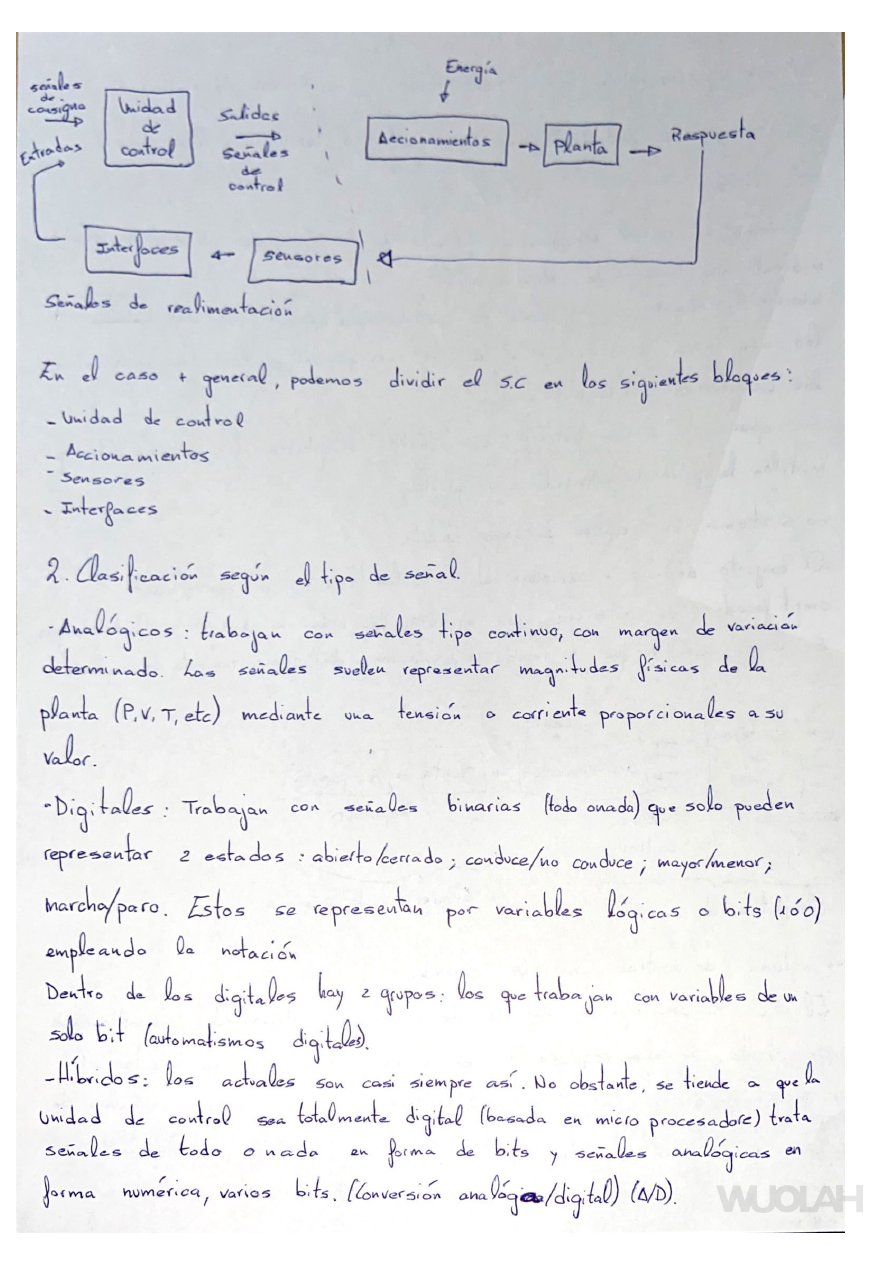 Energía
señales
de
consigna
Entradas
Unidad
de
control
Salidas
Señales
de
control
Accionamientos
Planta
Respuesta
Interfaces
sensores
Señales de realimentación
En el caso + general, podemos dividir el S.C en los siguientes bloques:
- Unidad de control
- Accionamientos
- Sensores
- Interfaces
2. Clasificación según el tipo de señal.
- Analógicos: trabajan con señales tipo continuo, con margen de variación
determinado. Las señales suelen representar magnitudes físicas de la
planta (P, V, T, etc) mediante una tensión o corriente proporcionales a su
valor.
- Digitales: Trabajan con señales binarias (todo o nada) que solo pueden
representar 2 estados: abierto/cerrado; conduce/no conduce; mayor/menor;
marcha/paro. Estos se representan por variables lógicas o bits (1 ó 0)
empleando la notación
Dentro de los digitales hay 2 grupos: los que trabajan con variables de un
solo bit (automatismos digitales).
- Híbridos: los actuales son casi siempre así. No obstante, se tiende a que la
unidad de control sea totalmente digital (basada en micro procesadore) trata
señales de todo o nada en forma de bits y señales analógicas en
forma numérica, varios bits. (Conversión analógica/digital) (A/D).
WUOLAH